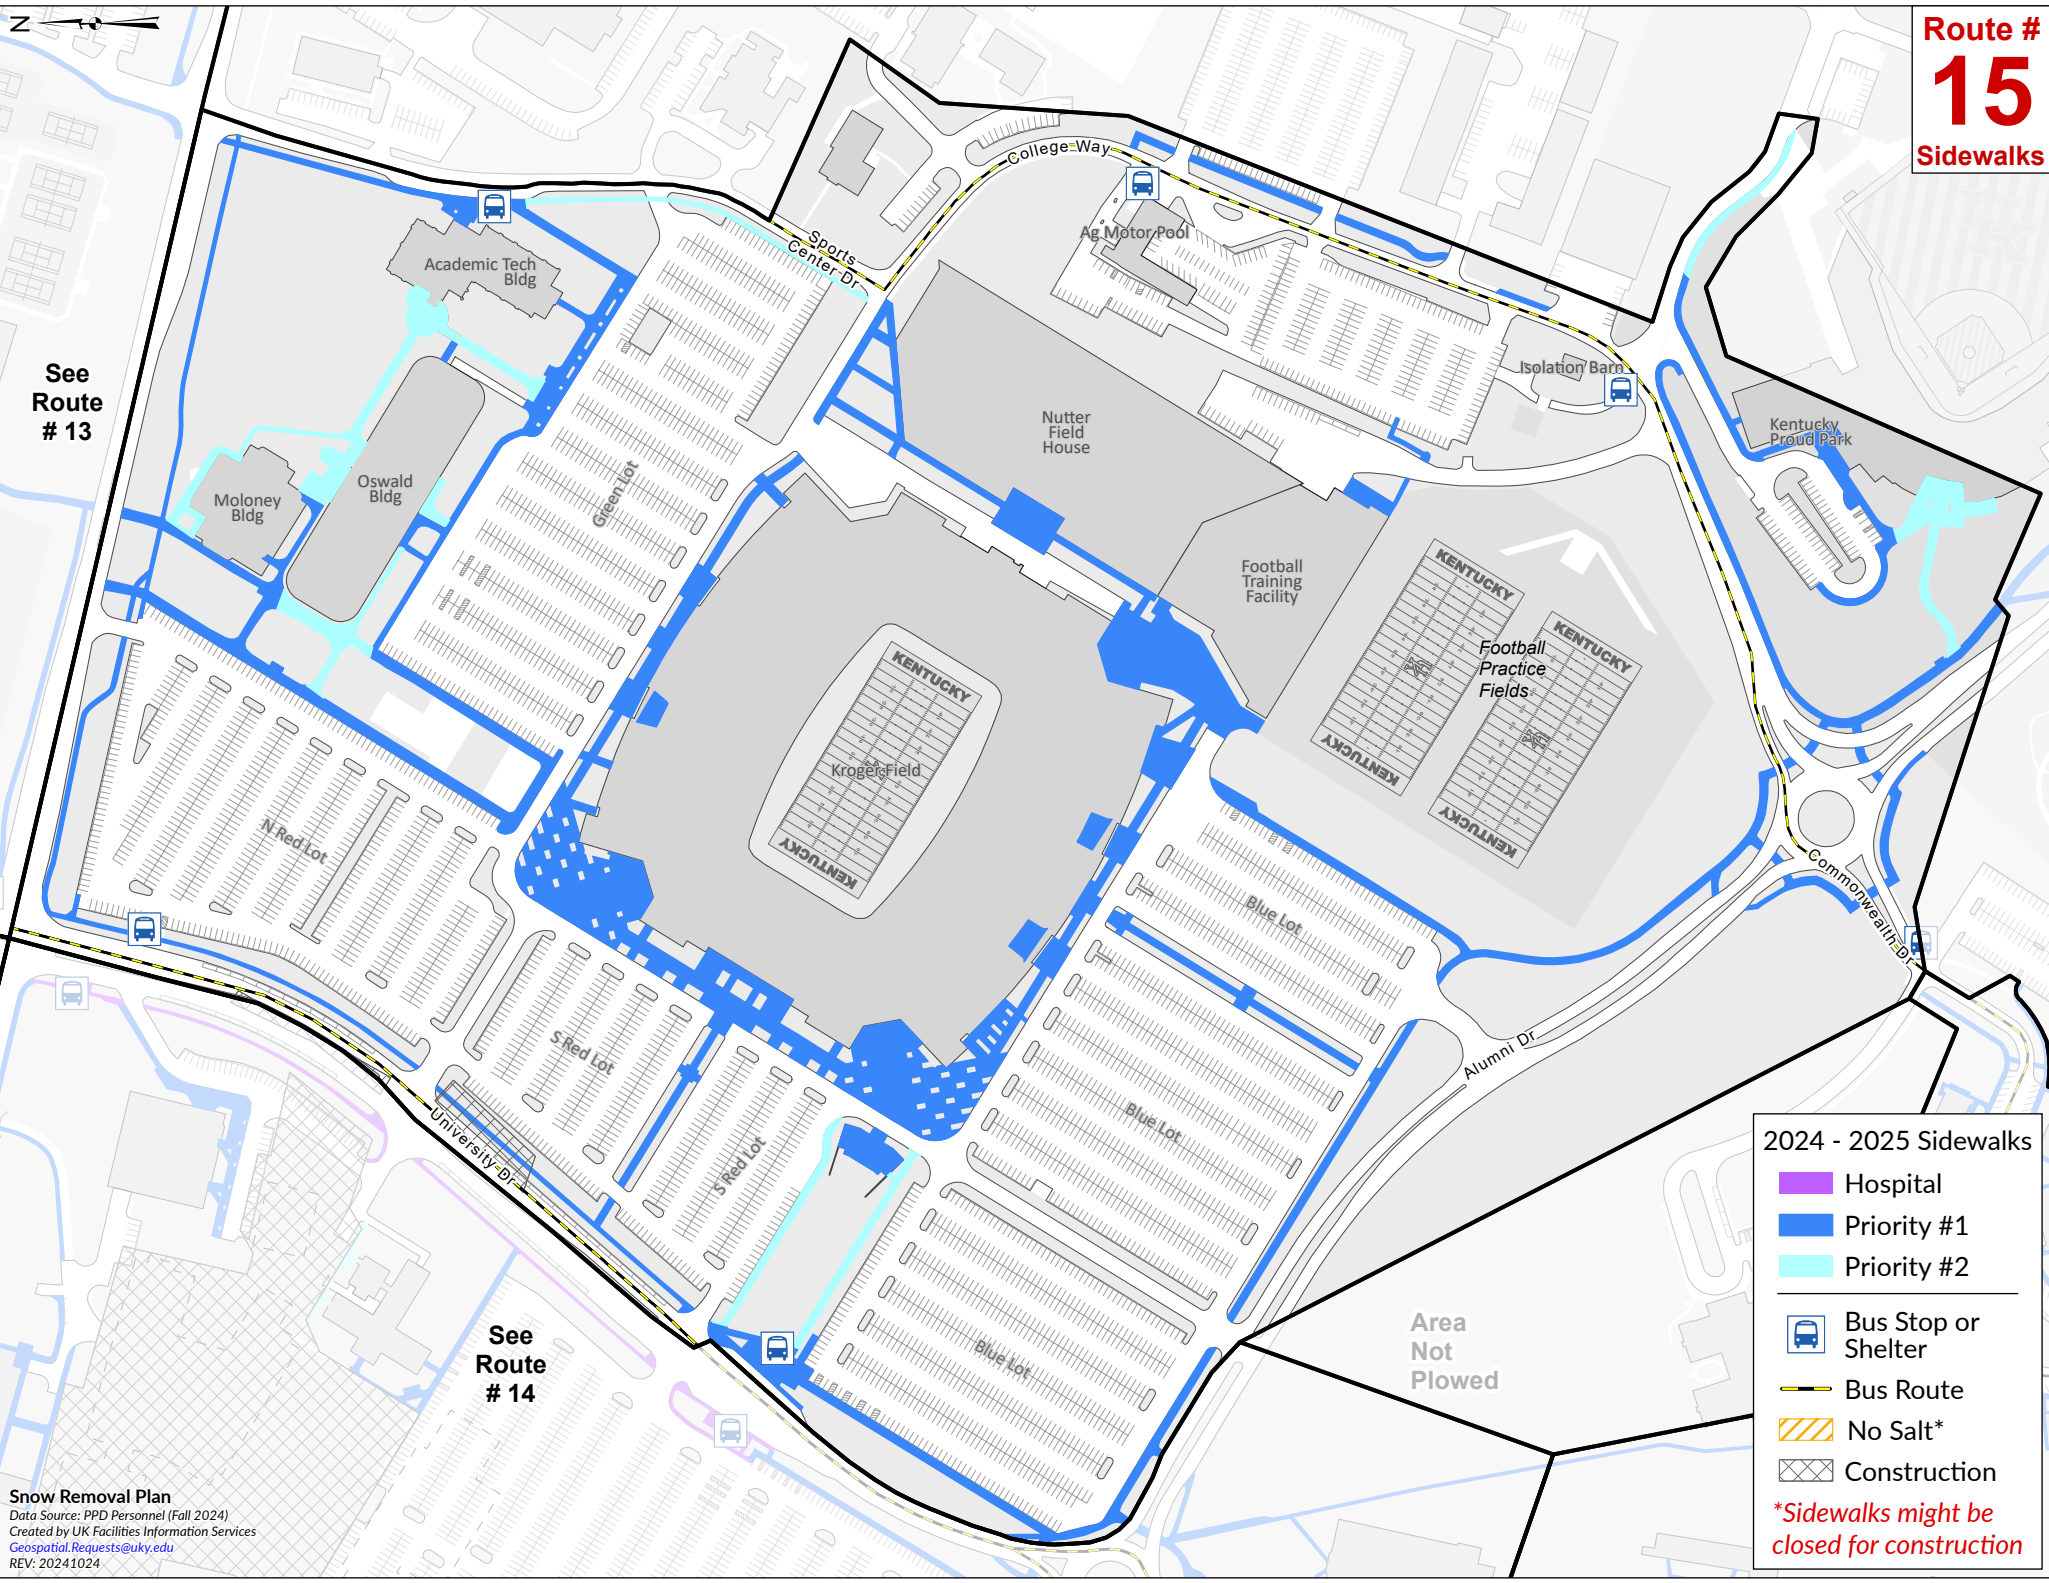 N
Route #
15
Sidewalks
College Way
Sports
Center Dr
Ag Motor Pool
Academic Tech
Bldg
See
Route
# 13
Isolation Barn
Nutter
Field
House
Kentucky
Proud Park
Oswald
Bldg
Moloney
Bldg
Green Lot
Football
Training
Facility
KENTUCKY
KENTUCKY
Football
Practice
Fields
KENTUCKY
KENTUCKY
KENTUCKY
Kroger Field
KENTUCKY
N Red Lot
Blue Lot
Commonwealth Dr
S Red Lot
Alumni Dr
Blue Lot
University Dr
S Red Lot
Blue Lot
See
Route
# 14
Area
Not
Plowed
2024 - 2025 Sidewalks
Hospital
Priority #1
Priority #2
Bus Stop or
Shelter
Bus Route
No Salt*
Construction
*Sidewalks might be
closed for construction
Snow Removal Plan
Data Source: PPD Personnel (Fall 2024)
Created by UK Facilities Information Services
Geospatial.Requests@uky.edu
REV: 20241024